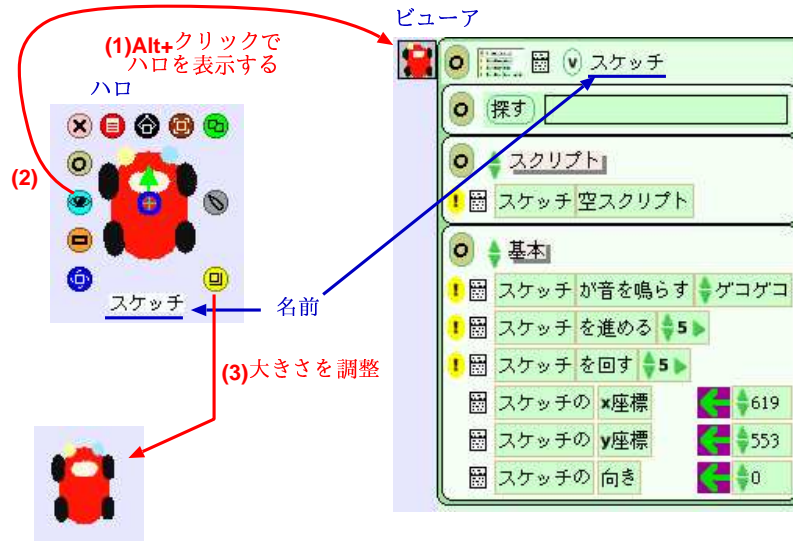 ビューア
(1)Alt+クリックで
ハロを表示する
ハロ
スケッチ
探す
(2)
スクリプト
! スケッチ 空スクリプト
基本
! スケッチ が音を鳴らす ゲコゲコ
スケッチ
名前
! スケッチ を進める 5
! スケッチ を回す 5
(3)大きさを調整
スケッチの x座標 619
スケッチの y座標 553
スケッチの 向き 0